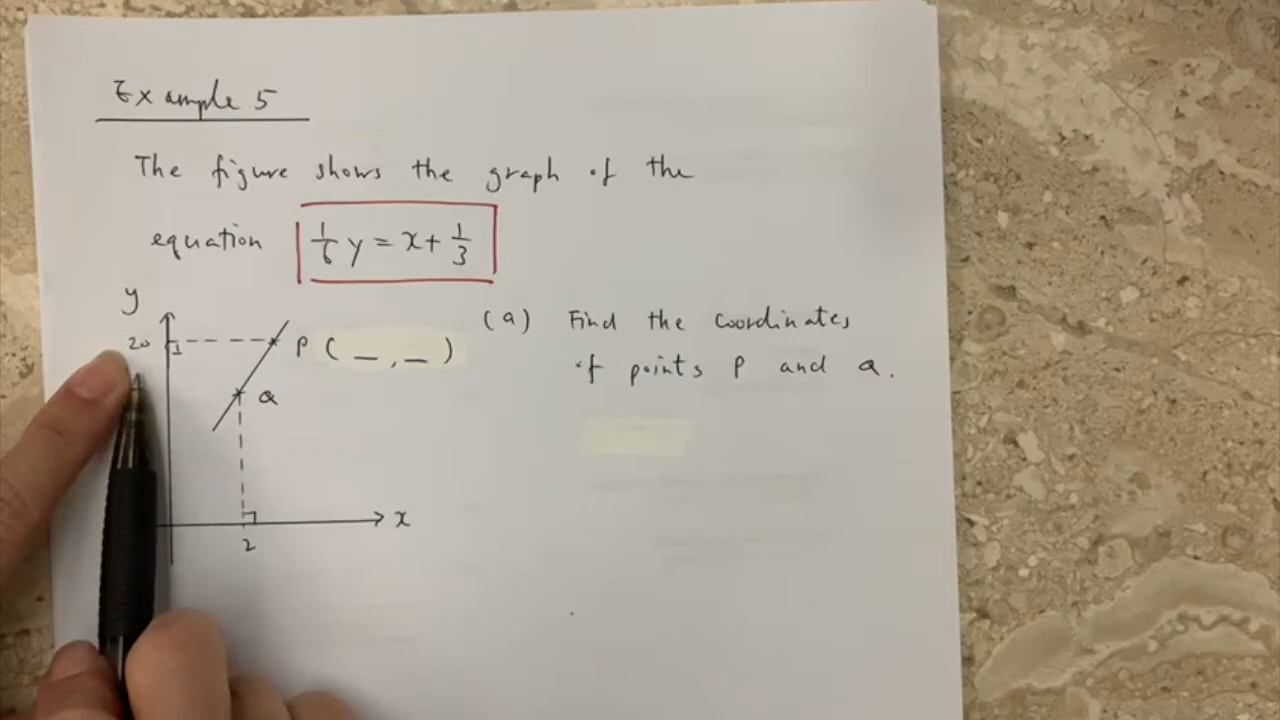 Example 5
The figure shows the graph of the
equation 1/6 y = x + 1/3
y
(a) Find the coordinates
of points P and Q.
20
P ( _ , _ )
Q
x
2